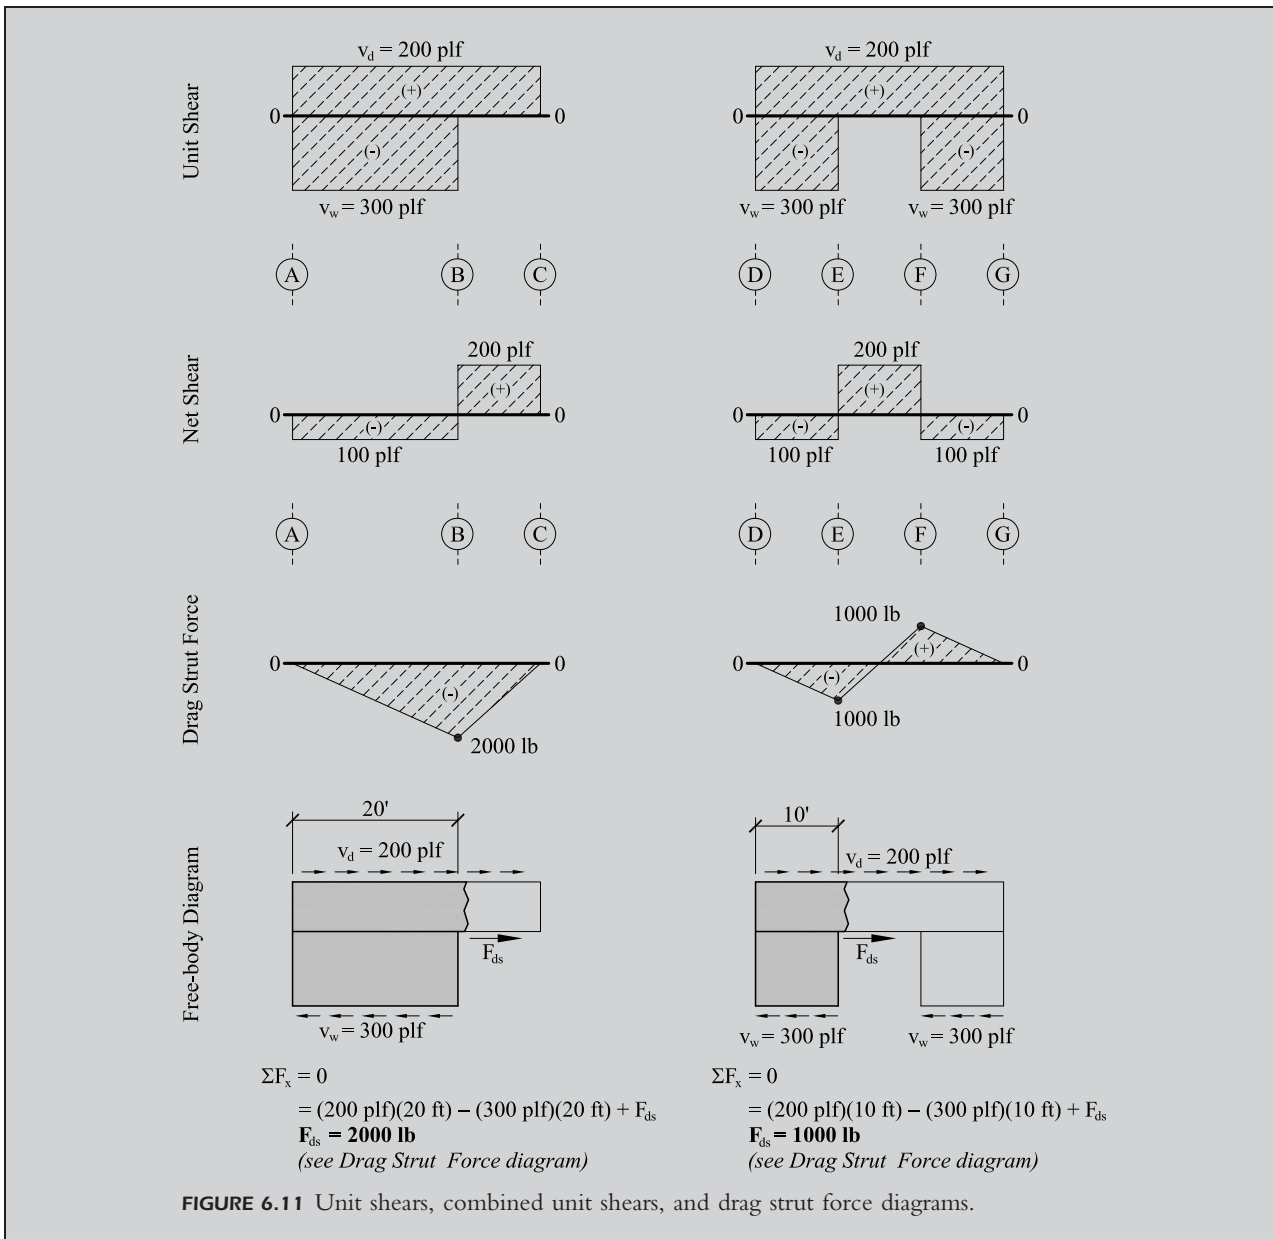 Unit Shear
v_d = 200 plf
v_d = 200 plf
(+)
(+)
0
0
0
0
(-)
(-)
(-)
v_w = 300 plf
v_w = 300 plf
v_w = 300 plf
A
B
C
D
E
F
G
Net Shear
200 plf
200 plf
(+)
(+)
0
0
0
0
(-)
(-)
(-)
100 plf
100 plf
100 plf
A
B
C
D
E
F
G
Drag Strut Force
1000 lb
(+)
0
0
0
0
(-)
(-)
2000 lb
1000 lb
Free-body Diagram
20'
10'
v_d = 200 plf
v_d = 200 plf
F_ds
F_ds
v_w = 300 plf
v_w = 300 plf
v_w = 300 plf
ΣF_x = 0
= (200 plf)(20 ft) – (300 plf)(20 ft) + F_ds
F_ds = 2000 lb
(see Drag Strut Force diagram)
ΣF_x = 0
= (200 plf)(10 ft) – (300 plf)(10 ft) + F_ds
F_ds = 1000 lb
(see Drag Strut Force diagram)
FIGURE 6.11 Unit shears, combined unit shears, and drag strut force diagrams.